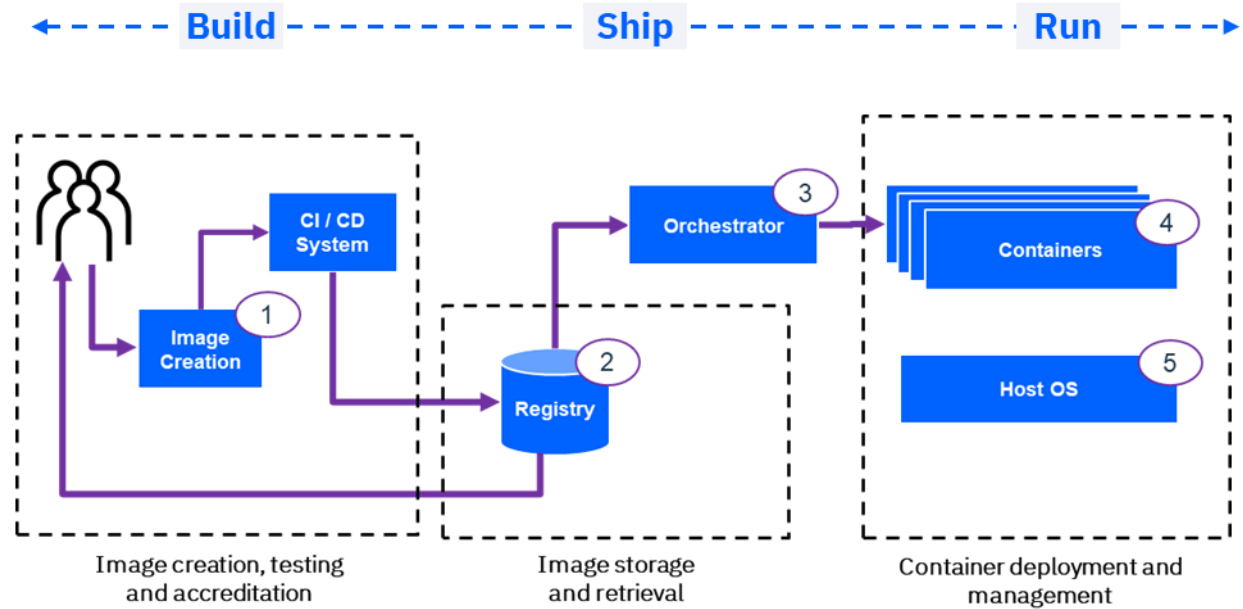 Build
Ship
Run
CI / CD
System
1
Image
Creation
2
Registry
3
Orchestrator
4
Containers
5
Host OS
Image creation, testing
and accreditation
Image storage
and retrieval
Container deployment and
management